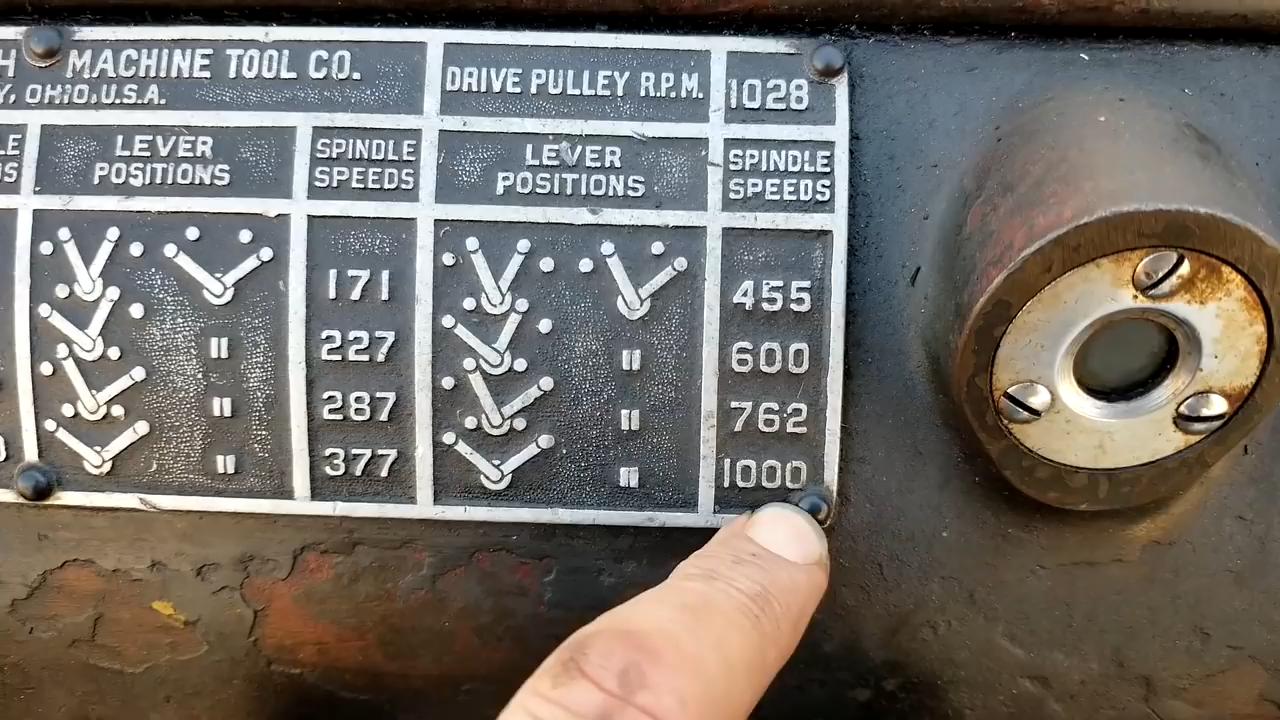 H MACHINE TOOL CO.
Y, OHIO, U.S.A.
DRIVE PULLEY R.P.M. 1028
LEVER
POSITIONS
SPINDLE
SPEEDS
LEVER
POSITIONS
SPINDLE
SPEEDS
171
455
" 227
" 600
" 287
" 762
" 377
" 1000